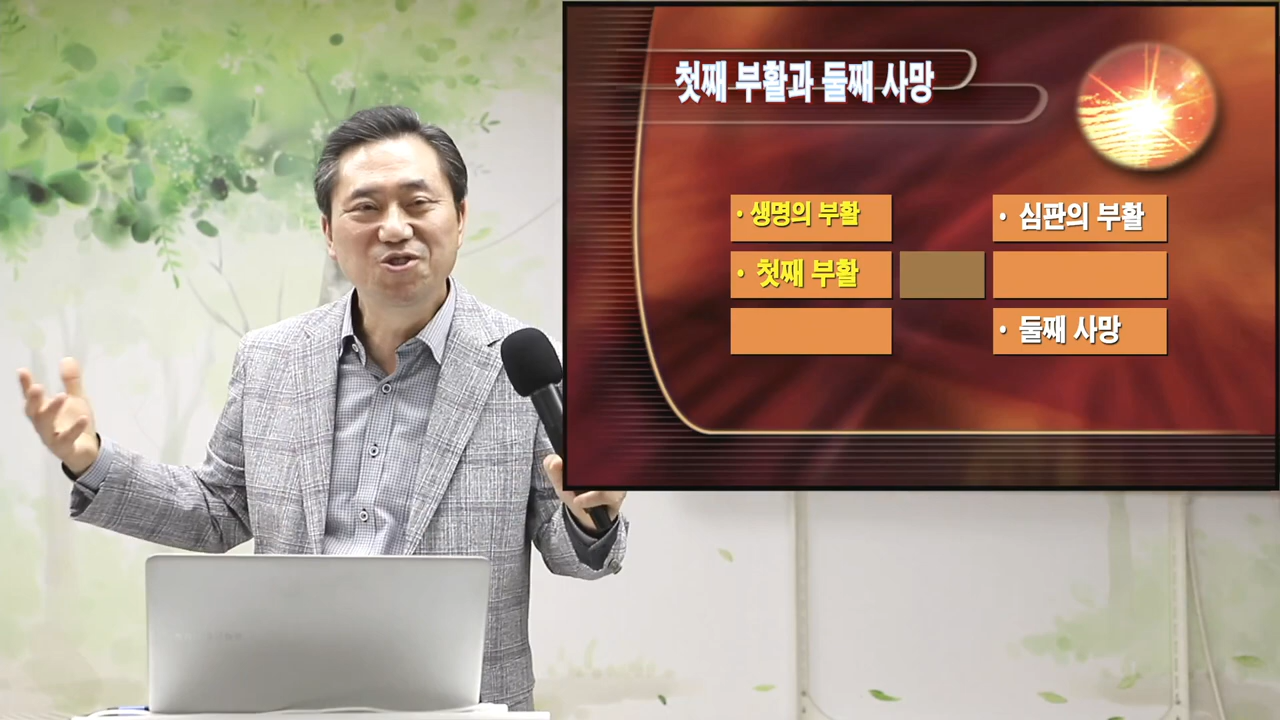 첫째 부활과 둘째 사망
• 생명의 부활
• 심판의 부활
• 첫째 부활
• 둘째 사망